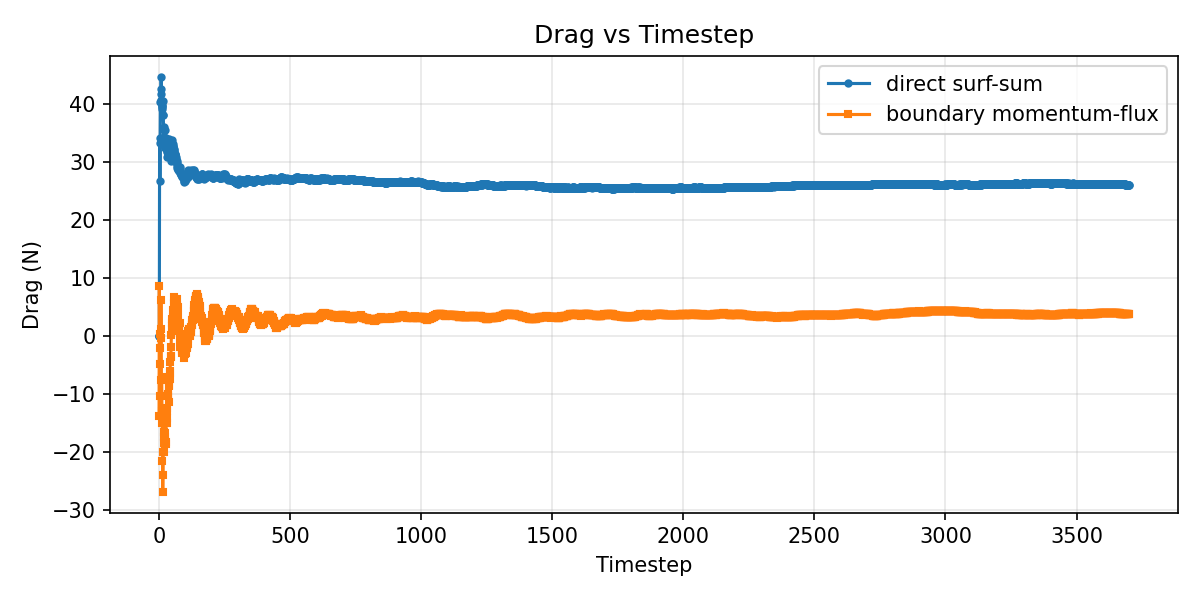 Drag vs Timestep
direct surf-sum
boundary momentum-flux
Drag (N)
40
30
20
10
0
−10
−20
−30
0 500 1000 1500 2000 2500 3000 3500
Timestep